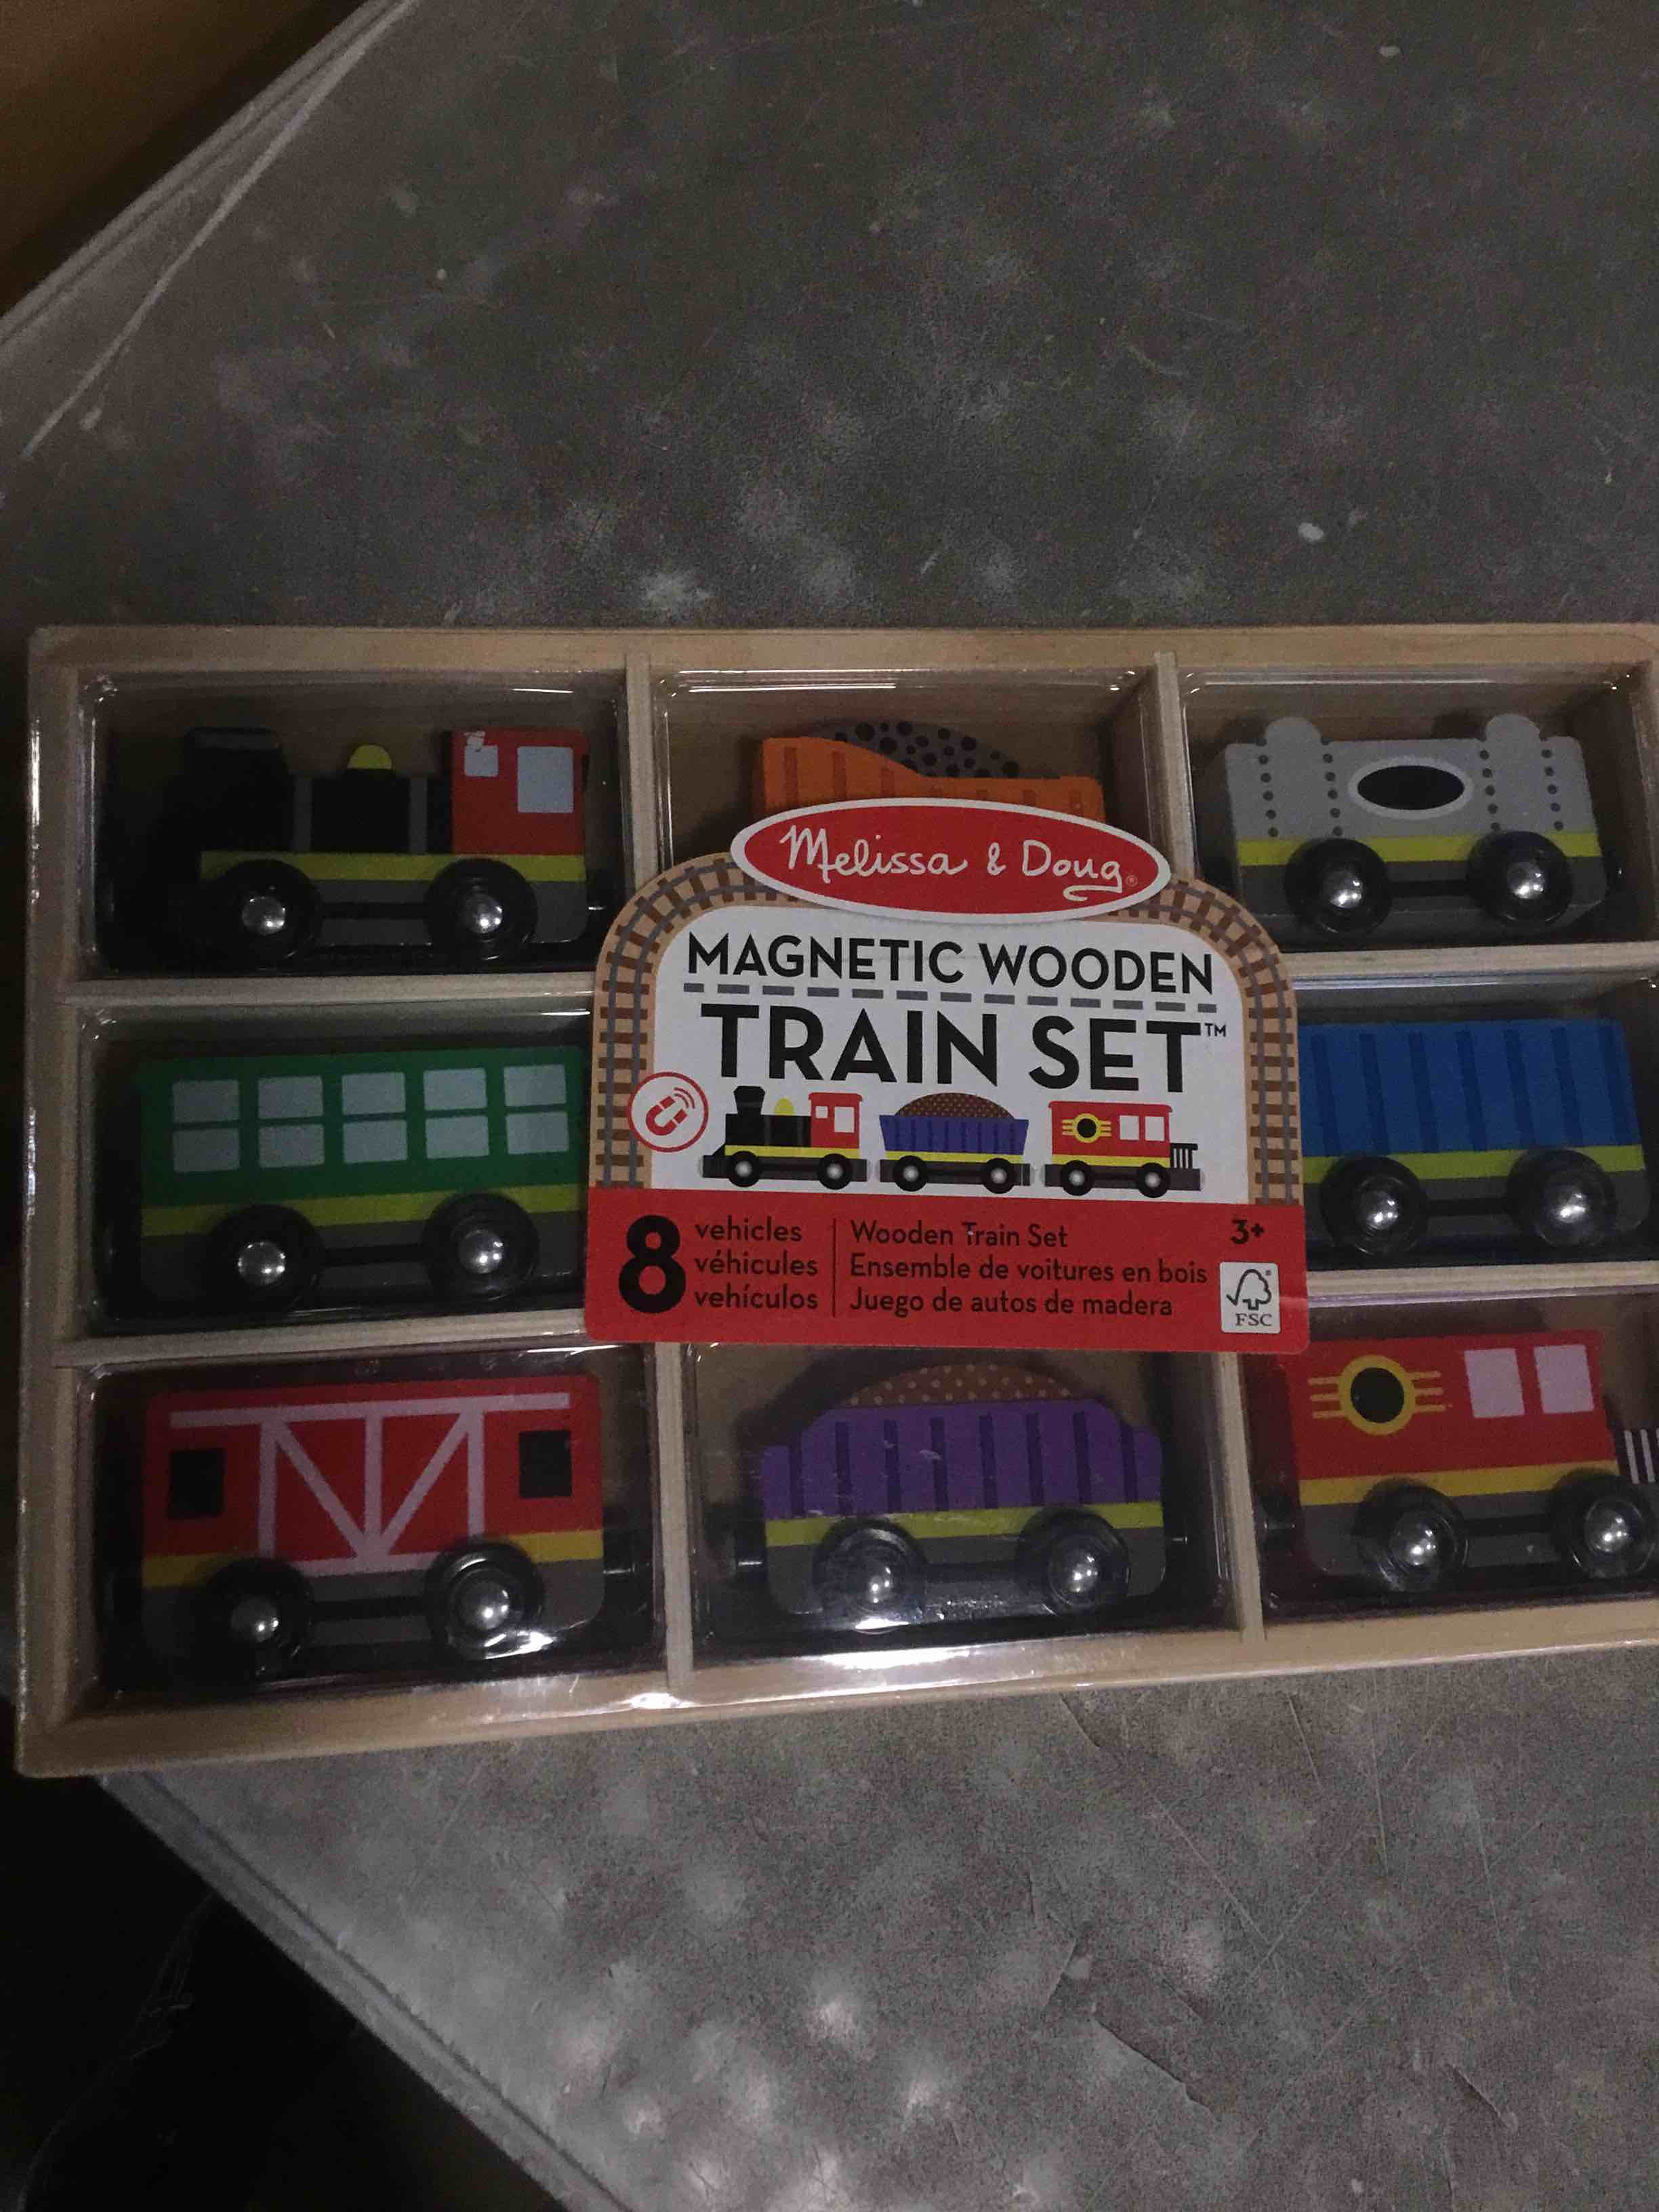 Melissa & Doug®
MAGNETIC WOODEN
TRAIN SET™
8
vehicles
véhicules
vehículos
Wooden Train Set
Ensemble de voitures en bois
Juego de autos de madera
3+
FSC